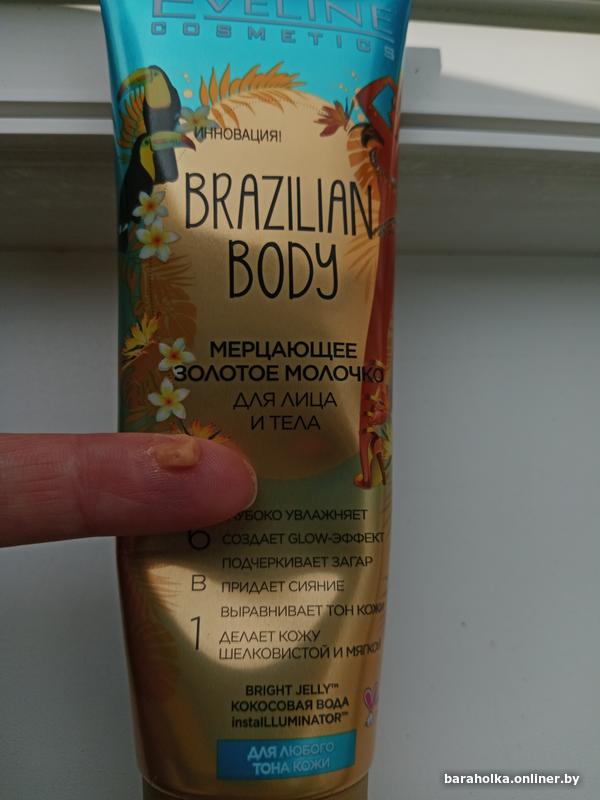 EVELINE
COSMETICS
ИННОВАЦИЯ!
BRAZILIAN
BODY
МЕРЦАЮЩЕЕ
ЗОЛОТОЕ МОЛОЧКО
ДЛЯ ЛИЦА
И ТЕЛА
УВЛАЖНЯЕТ
6 СОЗДАЕТ GLOW-ЭФФЕКТ
ПОДЧЕРКИВАЕТ ЗАГАР
В ПРИДАЕТ СИЯНИЕ
ВЫРАВНИВАЕТ ТОН КОЖИ
1 ДЕЛАЕТ КОЖУ
ШЕЛКОВИСТОЙ И МЯГКОЙ
BRIGHT JELLY™
КОКОСОВАЯ ВОДА
instaILLUMINATOR™
ДЛЯ ЛЮБОГО
ТОНА КОЖИ
baraholka.onliner.by